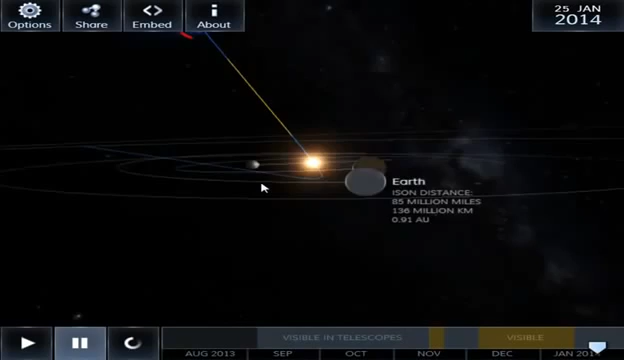 Options Share Embed About
25 JAN
2014
Earth
ISON DISTANCE:
85 MILLION MILES
136 MILLION KM
0.91 AU
VISIBLE IN TELESCOPES VISIBLE
AUG 2013 SEP OCT NOV DEC JAN